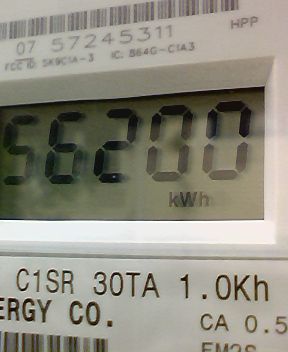 HPP
07 57245311
FCC ID: SK9C1A-3 IC: 864G-C1A3
56200
kWh
C1SR 30TA 1.0Kh
ERGY CO.
CA 0.5
EM2S